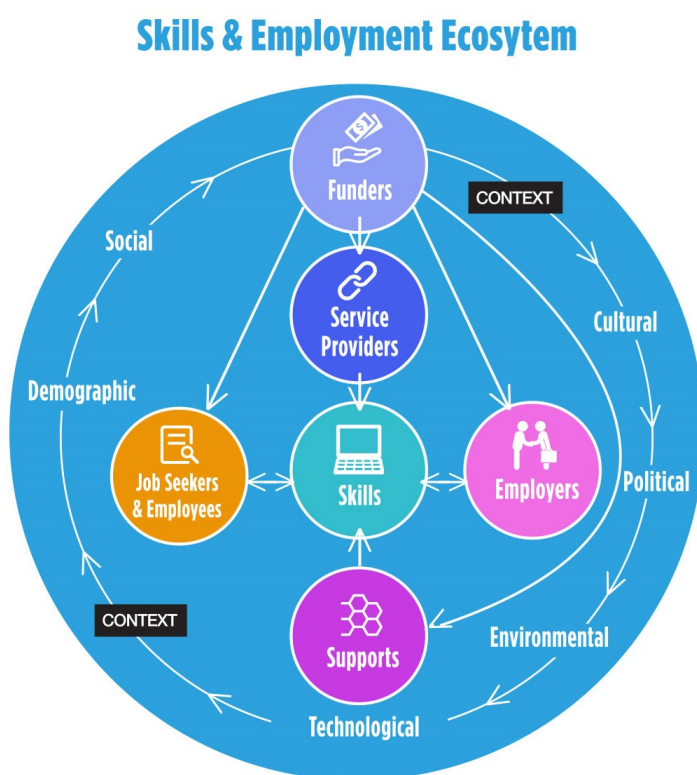 Skills & Employment Ecosytem
Funders
CONTEXT
Social
Cultural
Service
Providers
Demographic
Job Seekers
& Employees
Skills
Employers
Political
CONTEXT
Supports
Environmental
Technological